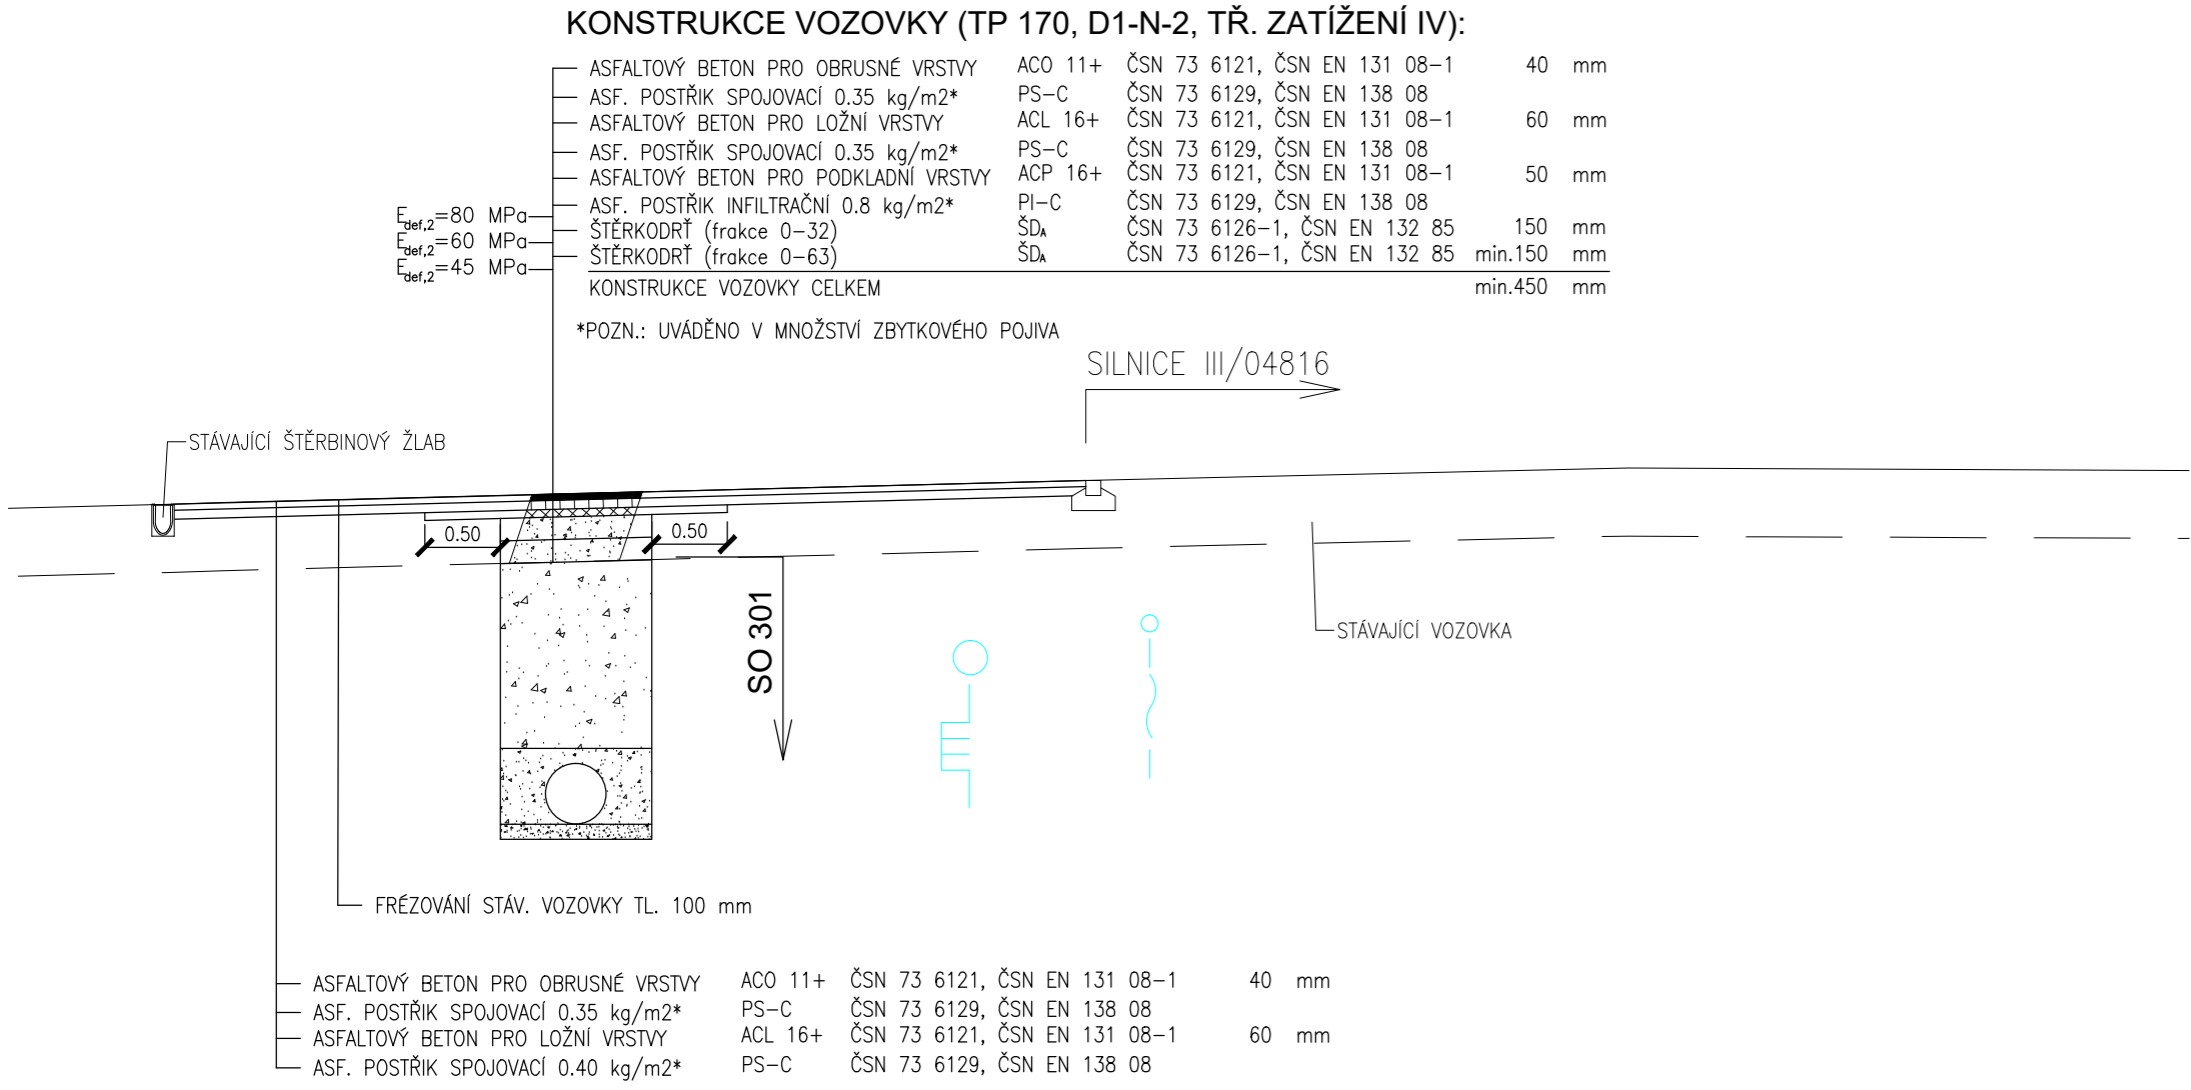 KONSTRUKCE VOZOVKY (TP 170, D1-N-2, TŘ. ZATÍŽENÍ IV):
ASFALTOVÝ BETON PRO OBRUSNÉ VRSTVY ACO 11+ ČSN 73 6121, ČSN EN 131 08-1 40 mm
ASF. POSTŘIK SPOJOVACÍ 0.35 kg/m2* PS-C ČSN 73 6129, ČSN EN 138 08
ASFALTOVÝ BETON PRO LOŽNÍ VRSTVY ACL 16+ ČSN 73 6121, ČSN EN 131 08-1 60 mm
ASF. POSTŘIK SPOJOVACÍ 0.35 kg/m2* PS-C ČSN 73 6129, ČSN EN 138 08
ASFALTOVÝ BETON PRO PODKLADNÍ VRSTVY ACP 16+ ČSN 73 6121, ČSN EN 131 08-1 50 mm
ASF. POSTŘIK INFILTRAČNÍ 0.8 kg/m2* PI-C ČSN 73 6129, ČSN EN 138 08
Edef,2=80 MPa
ŠTĚRKODRŤ (frakce 0-32) ŠDA ČSN 73 6126-1, ČSN EN 132 85 150 mm
Edef,2=60 MPa
ŠTĚRKODRŤ (frakce 0-63) ŠDA ČSN 73 6126-1, ČSN EN 132 85 min.150 mm
Edef,2=45 MPa
KONSTRUKCE VOZOVKY CELKEM min.450 mm
*POZN.: UVÁDĚNO V MNOŽSTVÍ ZBYTKOVÉHO POJIVA
SILNICE III/04816
STÁVAJÍCÍ ŠTĚRBINOVÝ ŽLAB
0.50 0.50
SO 301
STÁVAJÍCÍ VOZOVKA
FRÉZOVÁNÍ STÁV. VOZOVKY TL. 100 mm
ASFALTOVÝ BETON PRO OBRUSNÉ VRSTVY ACO 11+ ČSN 73 6121, ČSN EN 131 08-1 40 mm
ASF. POSTŘIK SPOJOVACÍ 0.35 kg/m2* PS-C ČSN 73 6129, ČSN EN 138 08
ASFALTOVÝ BETON PRO LOŽNÍ VRSTVY ACL 16+ ČSN 73 6121, ČSN EN 131 08-1 60 mm
ASF. POSTŘIK SPOJOVACÍ 0.40 kg/m2* PS-C ČSN 73 6129, ČSN EN 138 08